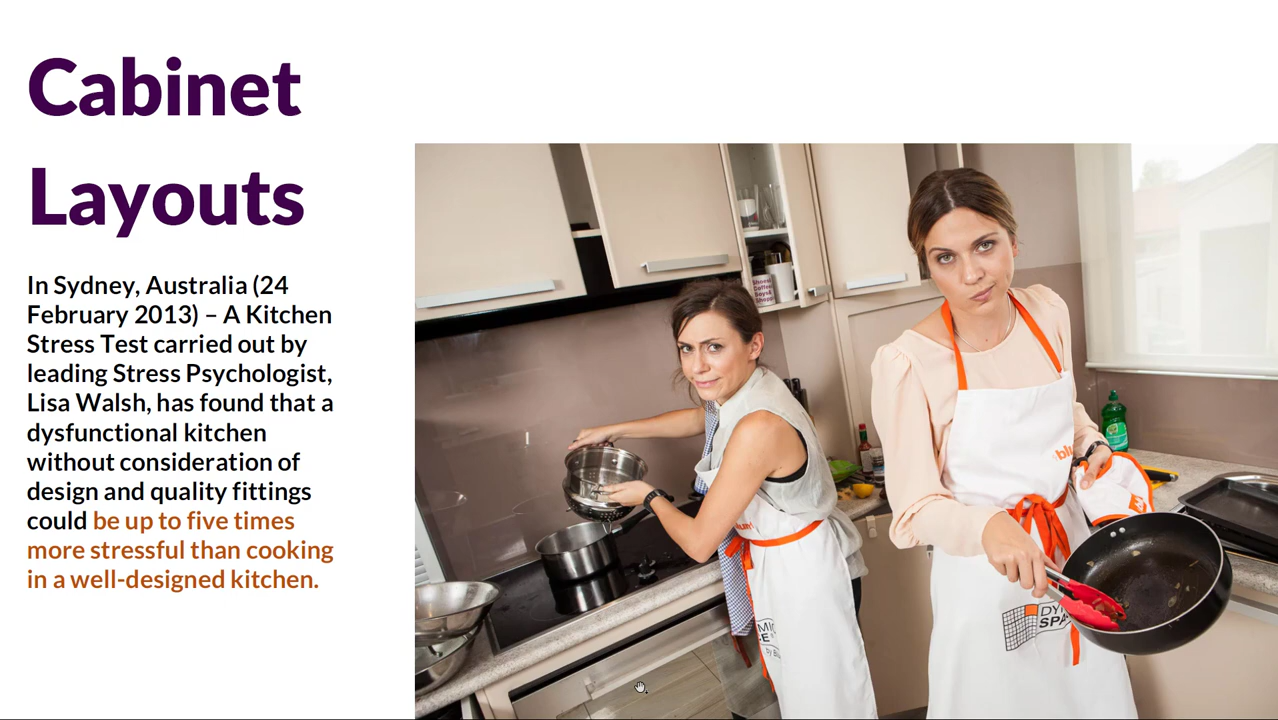 Cabinet
Layouts
In Sydney, Australia (24
February 2013) – A Kitchen
Stress Test carried out by
leading Stress Psychologist,
Lisa Walsh, has found that a
dysfunctional kitchen
without consideration of
design and quality fittings
could be up to five times
more stressful than cooking
in a well-designed kitchen.